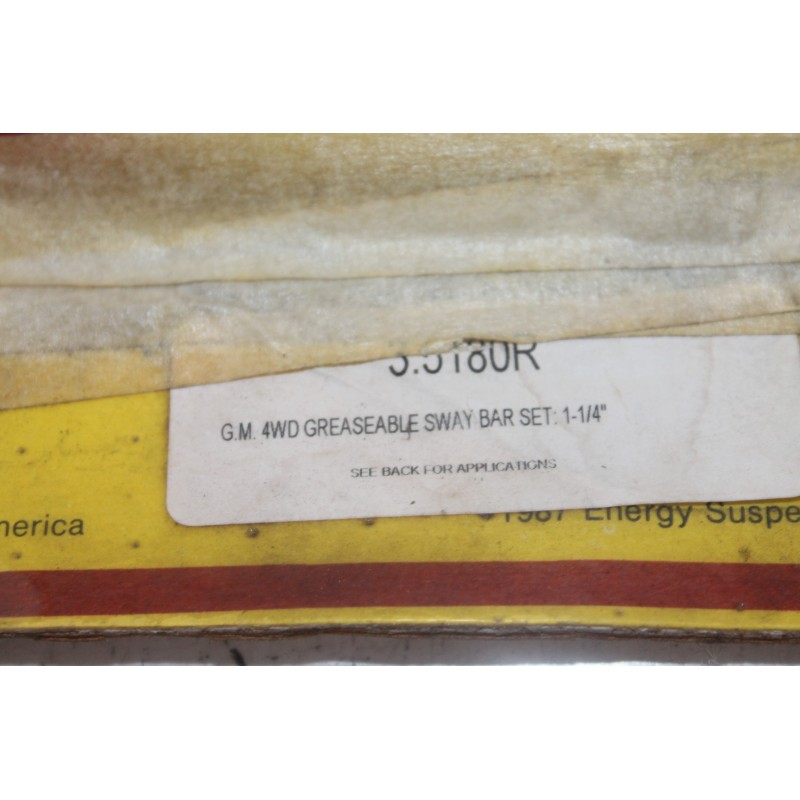 3.5180R
G.M. 4WD GREASEABLE SWAY BAR SET: 1-1/4"
SEE BACK FOR APPLICATIONS
merica
©1987 Energy Suspe